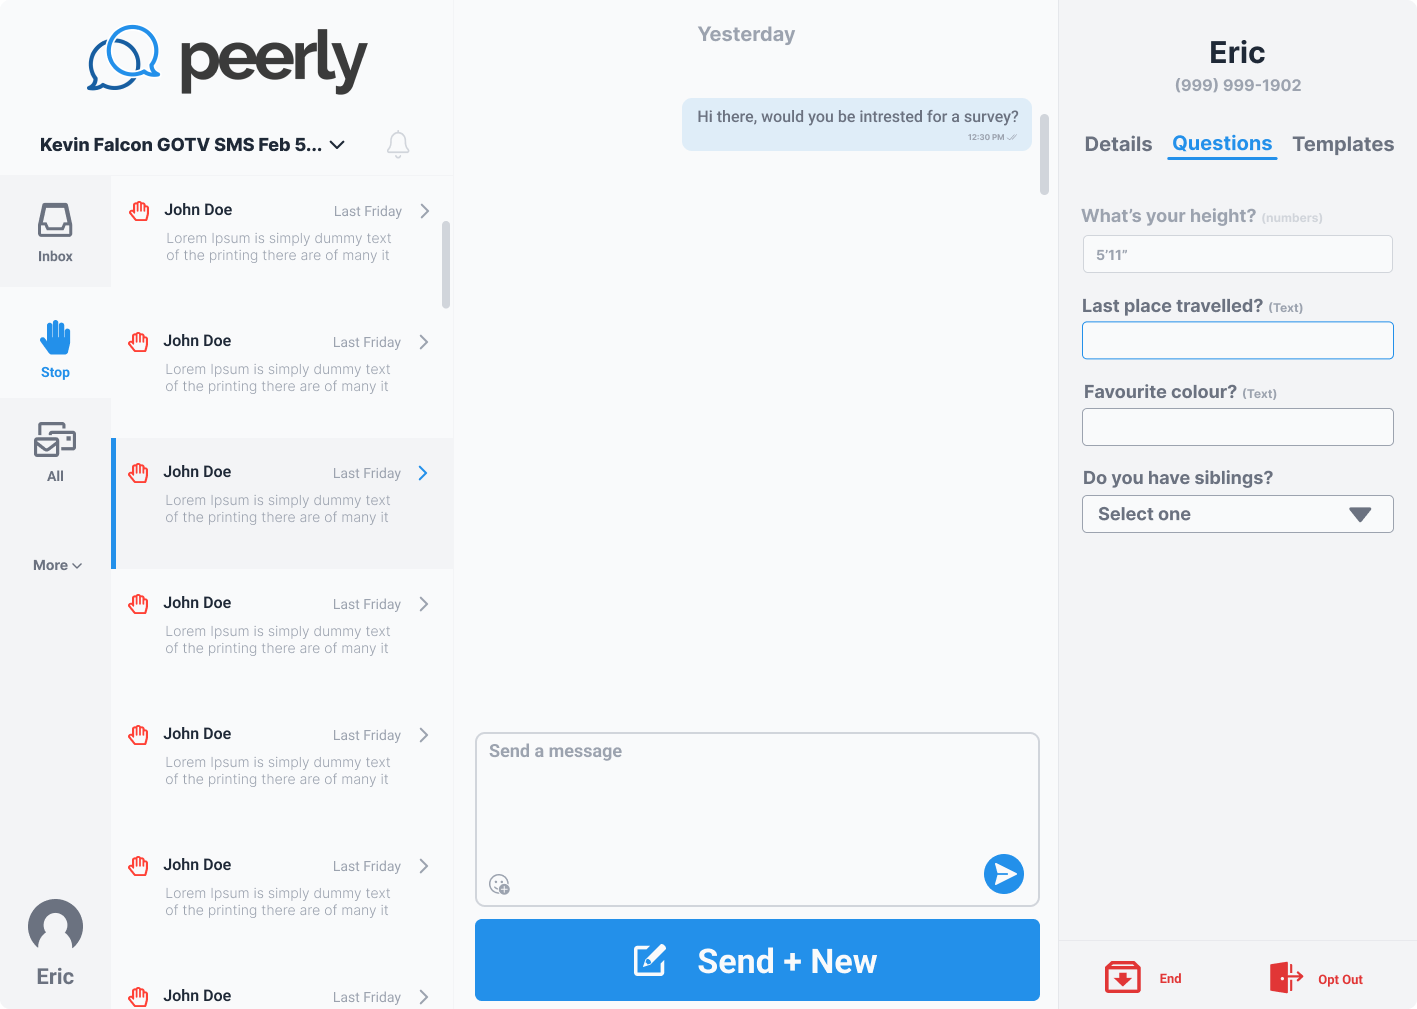 peerly
Kevin Falcon GOTV SMS Feb 5...
Inbox
Stop
All
More
Eric
John Doe Last Friday
Lorem Ipsum is simply dummy text
of the printing there are of many it
John Doe Last Friday
Lorem Ipsum is simply dummy text
of the printing there are of many it
John Doe Last Friday
Lorem Ipsum is simply dummy text
of the printing there are of many it
John Doe Last Friday
Lorem Ipsum is simply dummy text
of the printing there are of many it
John Doe Last Friday
Lorem Ipsum is simply dummy text
of the printing there are of many it
John Doe Last Friday
Lorem Ipsum is simply dummy text
of the printing there are of many it
John Doe Last Friday
Yesterday
Hi there, would you be intrested for a survey?
12:30 PM
Send a message
Send + New
Eric
(999) 999-1902
Details Questions Templates
What's your height? (numbers)
5'11"
Last place travelled? (Text)
Favourite colour? (Text)
Do you have siblings?
Select one
End Opt Out